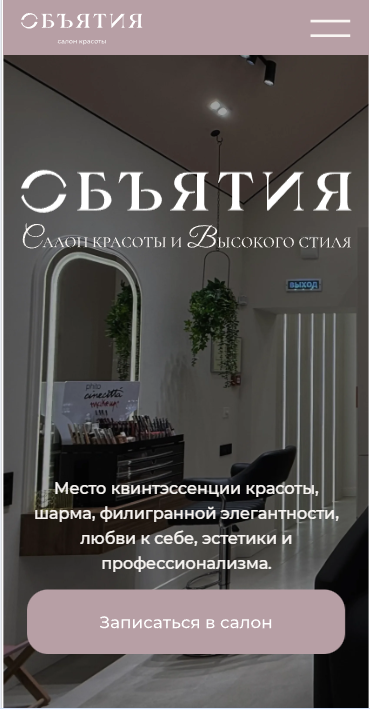 ОБЪЯТИЯ
салон красоты
ОБЪЯТИЯ
Салон красоты и Высокого стиля
ВЫХОД
cinecittà
Место квинтэссенции красоты,
шарма, филигранной элегантности,
любви к себе, эстетики и
профессионализма.
Записаться в салон